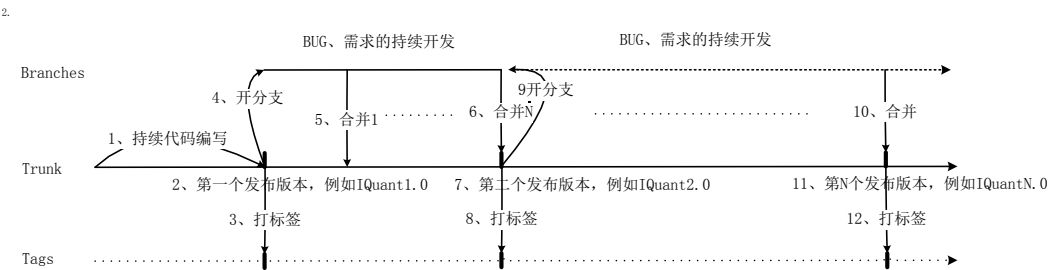 2.
BUG、需求的持续开发
BUG、需求的持续开发
Branches
4、开分支
9开分支
5、合并1
6、合并N
10、合并
1、持续代码编写
Trunk
2、第一个发布版本，例如IQuant1.0
7、第二个发布版本，例如IQuant2.0
11、第N个发布版本，例如IQuantN.0
3、打标签
8、打标签
12、打标签
Tags